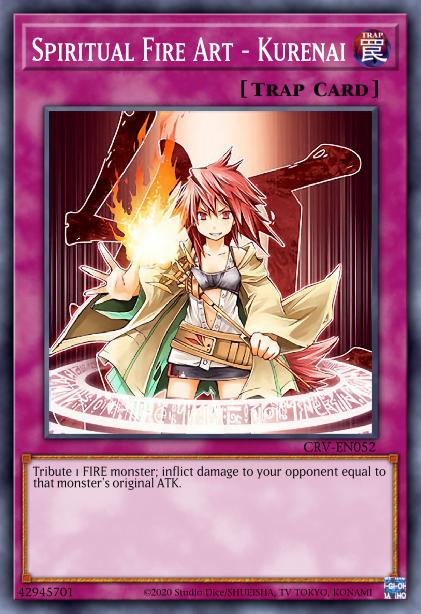 Spiritual Fire Art - Kurenai
TRAP
罠
[Trap Card]
CRV-EN052
Tribute 1 FIRE monster; inflict damage to your opponent equal to
that monster's original ATK.
42945701
©2020 Studio Dice/SHUEISHA, TV TOKYO, KONAMI